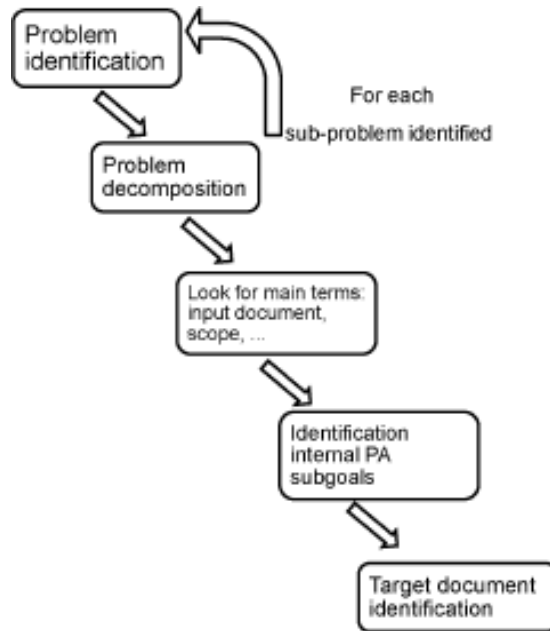 Problem
identification
For each
sub-problem identified
Problem
decomposition
Look for main terms:
input document,
scope, ...
Identification
internal PA
subgoals
Target document
identification